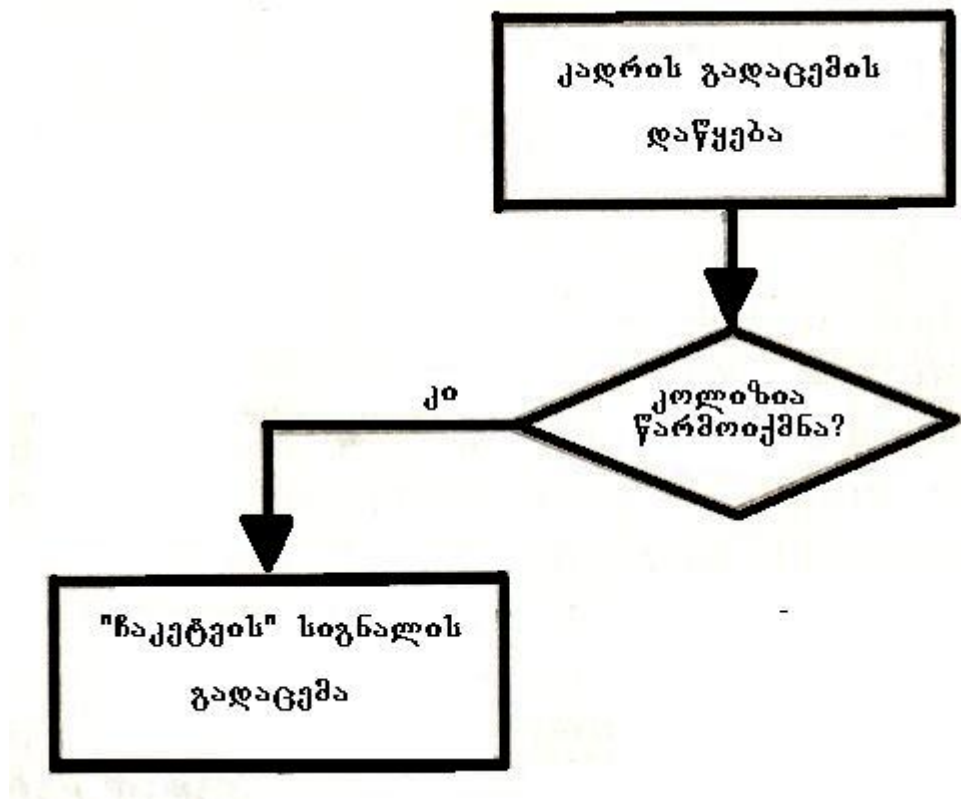 კადრის გადაცემის
დაწყება
კოლიზია
წარმოიქმნა?
კი
"ჩაკეტვის" სიგნალის
გადაცემა